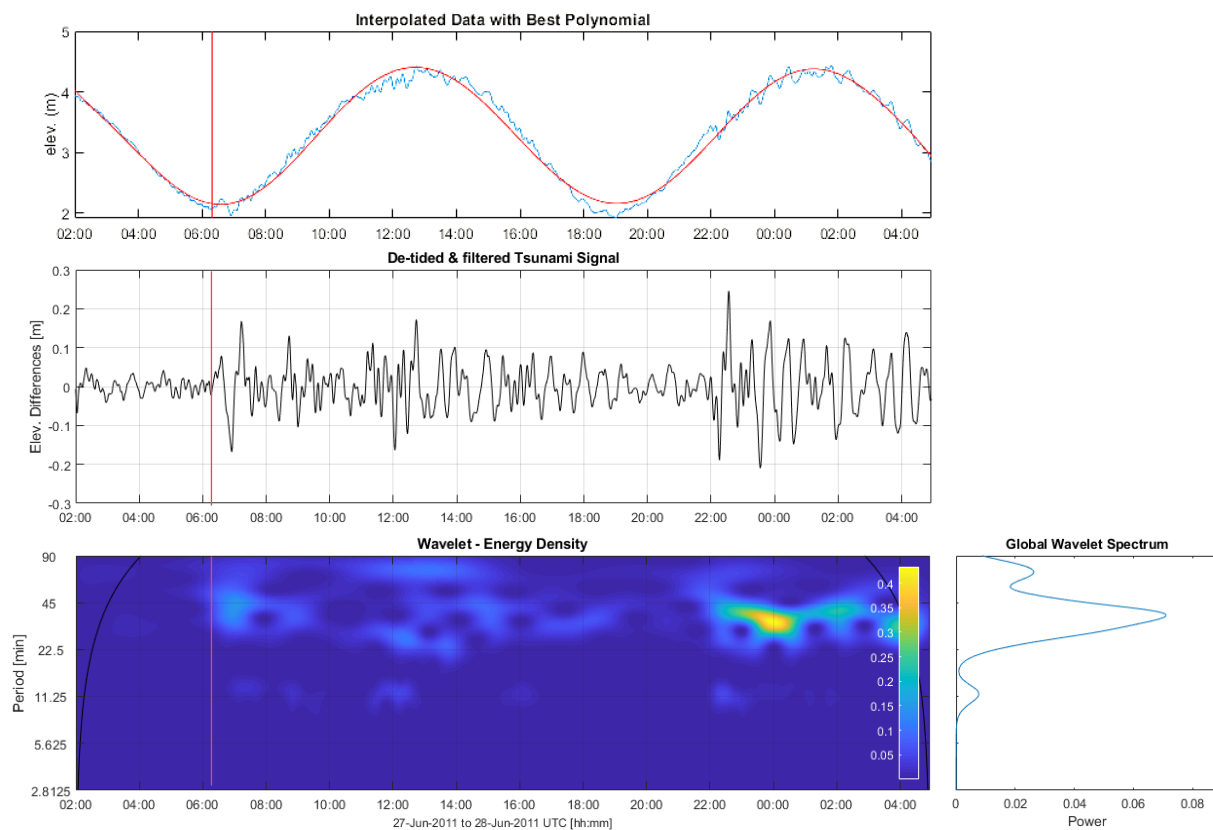 Interpolated Data with Best Polynomial
5
4
3
2
elev. (m)
02:00 04:00 06:00 08:00 10:00 12:00 14:00 16:00 18:00 20:00 22:00 00:00 02:00 04:00
De-tided & filtered Tsunami Signal
0.3
0.2
0.1
0
-0.1
-0.2
-0.3
Elev. Differences [m]
02:00 04:00 06:00 08:00 10:00 12:00 14:00 16:00 18:00 20:00 22:00 00:00 02:00 04:00
Wavelet - Energy Density
90
45
22.5
11.25
5.625
2.8125
Period [min]
0.4
0.35
0.3
0.25
0.2
0.15
0.1
0.05
02:00 04:00 06:00 08:00 10:00 12:00 14:00 16:00 18:00 20:00 22:00 00:00 02:00 04:00
27-Jun-2011 to 28-Jun-2011 UTC [hh:mm]
Global Wavelet Spectrum
0 0.02 0.04 0.06 0.08
Power